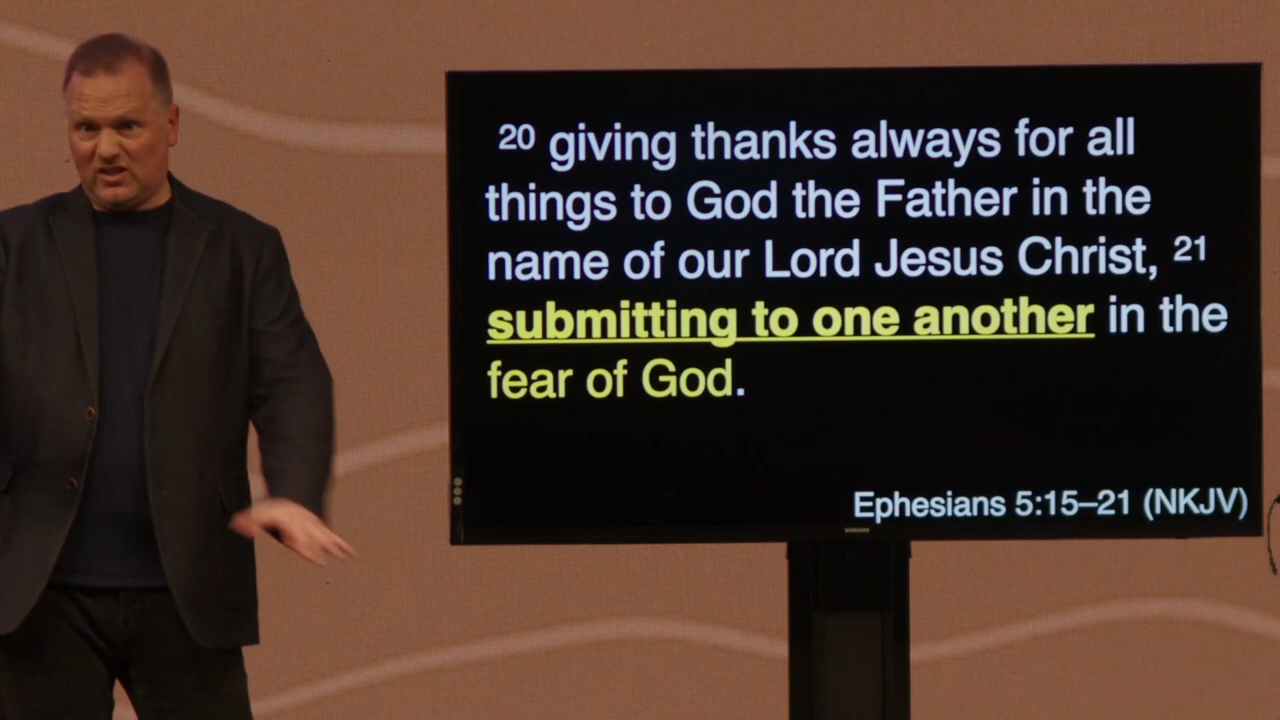 20 giving thanks always for all
things to God the Father in the
name of our Lord Jesus Christ, 21
submitting to one another in the
fear of God.
Ephesians 5:15–21 (NKJV)
SAMSUNG